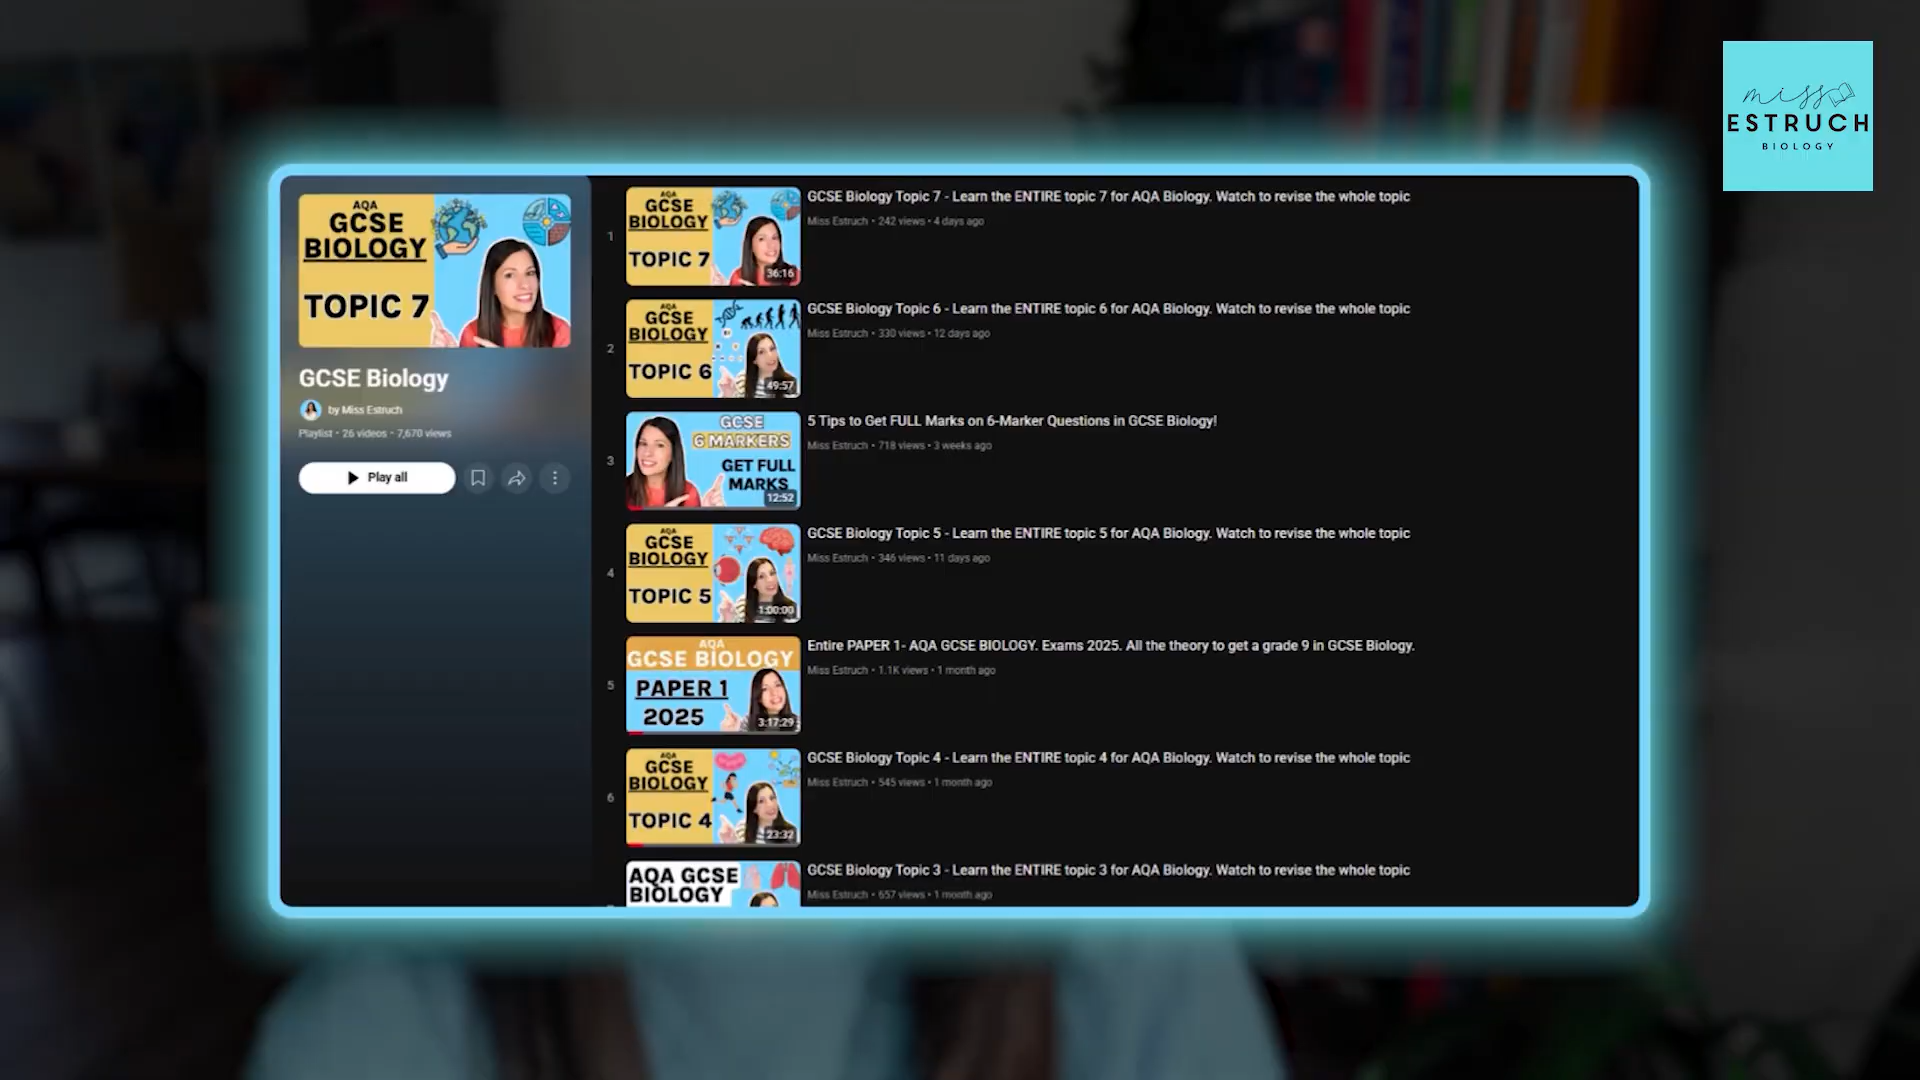 miss
ESTRUCH
BIOLOGY
AQA
GCSE
BIOLOGY
TOPIC 7
GCSE Biology
by Miss Estruch
Playlist • 26 videos • 7,670 views
Play all
1
AQA
GCSE
BIOLOGY
TOPIC 7
36:16
GCSE Biology Topic 7 - Learn the ENTIRE topic 7 for AQA Biology. Watch to revise the whole topic
Miss Estruch • 242 views • 4 days ago
2
AQA
GCSE
BIOLOGY
TOPIC 6
49:57
GCSE Biology Topic 6 - Learn the ENTIRE topic 6 for AQA Biology. Watch to revise the whole topic
Miss Estruch • 330 views • 12 days ago
3
GCSE
6 MARKERS
GET FULL
MARKS
12:52
5 Tips to Get FULL Marks on 6-Marker Questions in GCSE Biology!
Miss Estruch • 718 views • 3 weeks ago
4
AQA
GCSE
BIOLOGY
TOPIC 5
1:00:00
GCSE Biology Topic 5 - Learn the ENTIRE topic 5 for AQA Biology. Watch to revise the whole topic
Miss Estruch • 346 views • 11 days ago
5
AQA
GCSE BIOLOGY
PAPER 1
2025
3:17:29
Entire PAPER 1- AQA GCSE BIOLOGY. Exams 2025. All the theory to get a grade 9 in GCSE Biology.
Miss Estruch • 1.1K views • 1 month ago
6
AQA
GCSE
BIOLOGY
TOPIC 4
23:32
GCSE Biology Topic 4 - Learn the ENTIRE topic 4 for AQA Biology. Watch to revise the whole topic
Miss Estruch • 545 views • 1 month ago
AQA GCSE
BIOLOGY
GCSE Biology Topic 3 - Learn the ENTIRE topic 3 for AQA Biology. Watch to revise the whole topic
Miss Estruch • 657 views • 1 month ago